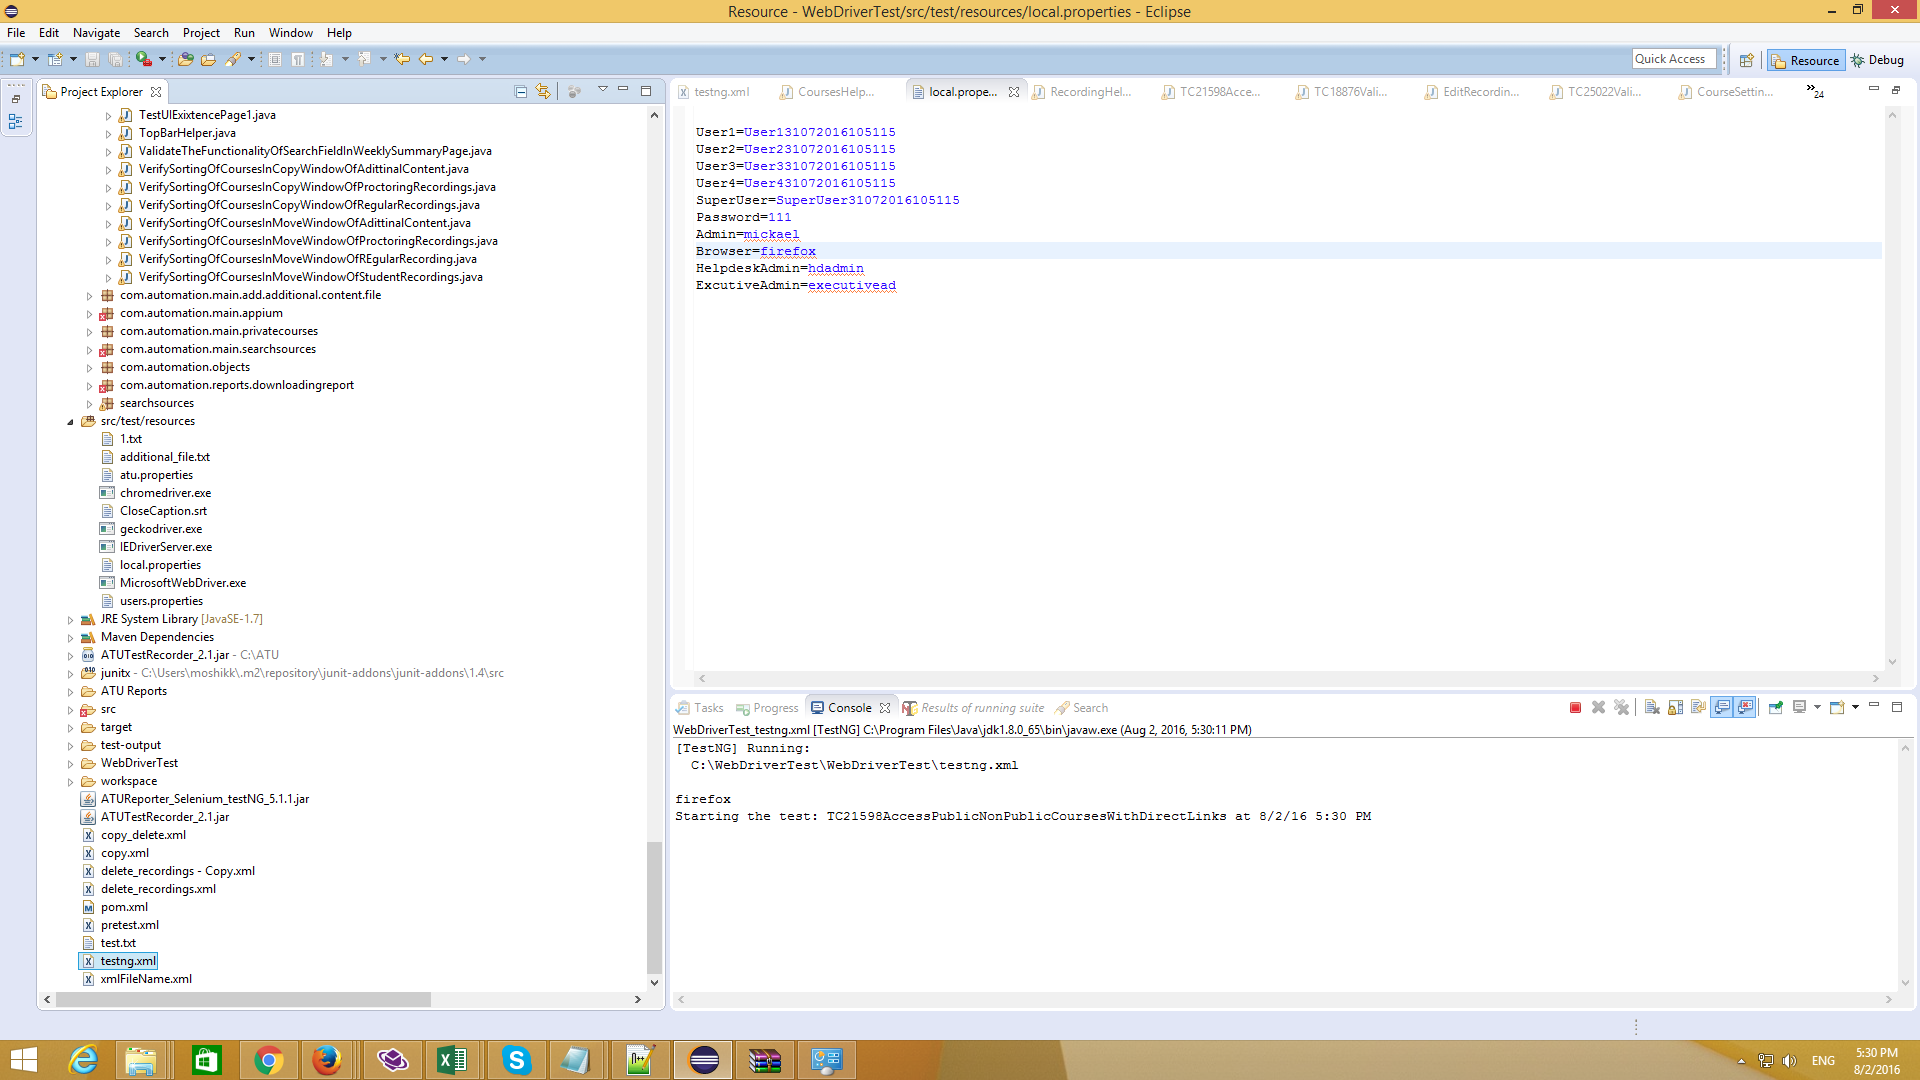 Resource - WebDriverTest/src/test/resources/local.properties - Eclipse
File Edit Navigate Search Project Run Window Help
Quick Access
Resource
Debug
Project Explorer
TestUIExixtencePage1.java
TopBarHelper.java
ValidateTheFunctionalityOfSearchFieldInWeeklySummaryPage.java
VerifySortingOfCoursesInCopyWindowOfAdittinalContent.java
VerifySortingOfCoursesInCopyWindowOfProctoringRecordings.java
VerifySortingOfCoursesInCopyWindowOfRegularRecordings.java
VerifySortingOfCoursesInMoveWindowOfAdittinalContent.java
VerifySortingOfCoursesInMoveWindowOfProctoringRecordings.java
VerifySortingOfCoursesInMoveWindowOfREgularRecording.java
VerifySortingOfCoursesInMoveWindowOfStudentRecordings.java
com.automation.main.add.additional.content.file
com.automation.main.appium
com.automation.main.privatecourses
com.automation.main.searchsources
com.automation.objects
com.automation.reports.downloadingreport
searchsources
src/test/resources
1.txt
additional_file.txt
atu.properties
chromedriver.exe
CloseCaption.srt
geckodriver.exe
IEDriverServer.exe
local.properties
MicrosoftWebDriver.exe
users.properties
JRE System Library [JavaSE-1.7]
Maven Dependencies
ATUTestRecorder_2.1.jar - C:\ATU
junitx - C:\Users\moshikk\.m2\repository\junit-addons\junit-addons\1.4\src
ATU Reports
src
target
test-output
WebDriverTest
workspace
ATUReporter_Selenium_testNG_5.1.1.jar
ATUTestRecorder_2.1.jar
copy_delete.xml
copy.xml
delete_recordings - Copy.xml
delete_recordings.xml
pom.xml
pretest.xml
test.txt
testng.xml
xmlFileName.xml
testng.xml CoursesHelp... local.prope... RecordingHel... TC21598Acce... TC18876Vali... EditRecordin... TC25022Vali... CourseSettin... »24
User1=User131072016105115
User2=User231072016105115
User3=User331072016105115
User4=User431072016105115
SuperUser=SuperUser31072016105115
Password=111
Admin=mickael
Browser=firefox
HelpdeskAdmin=hdadmin
ExcutiveAdmin=executivead
Tasks Progress Console Results of running suite Search
WebDriverTest_testng.xml [TestNG] C:\Program Files\Java\jdk1.8.0_65\bin\javaw.exe (Aug 2, 2016, 5:30:11 PM)
[TestNG] Running:
C:\WebDriverTest\WebDriverTest\testng.xml
firefox
Starting the test: TC21598AccessPublicNonPublicCoursesWithDirectLinks at 8/2/16 5:30 PM
ENG
5:30 PM
8/2/2016